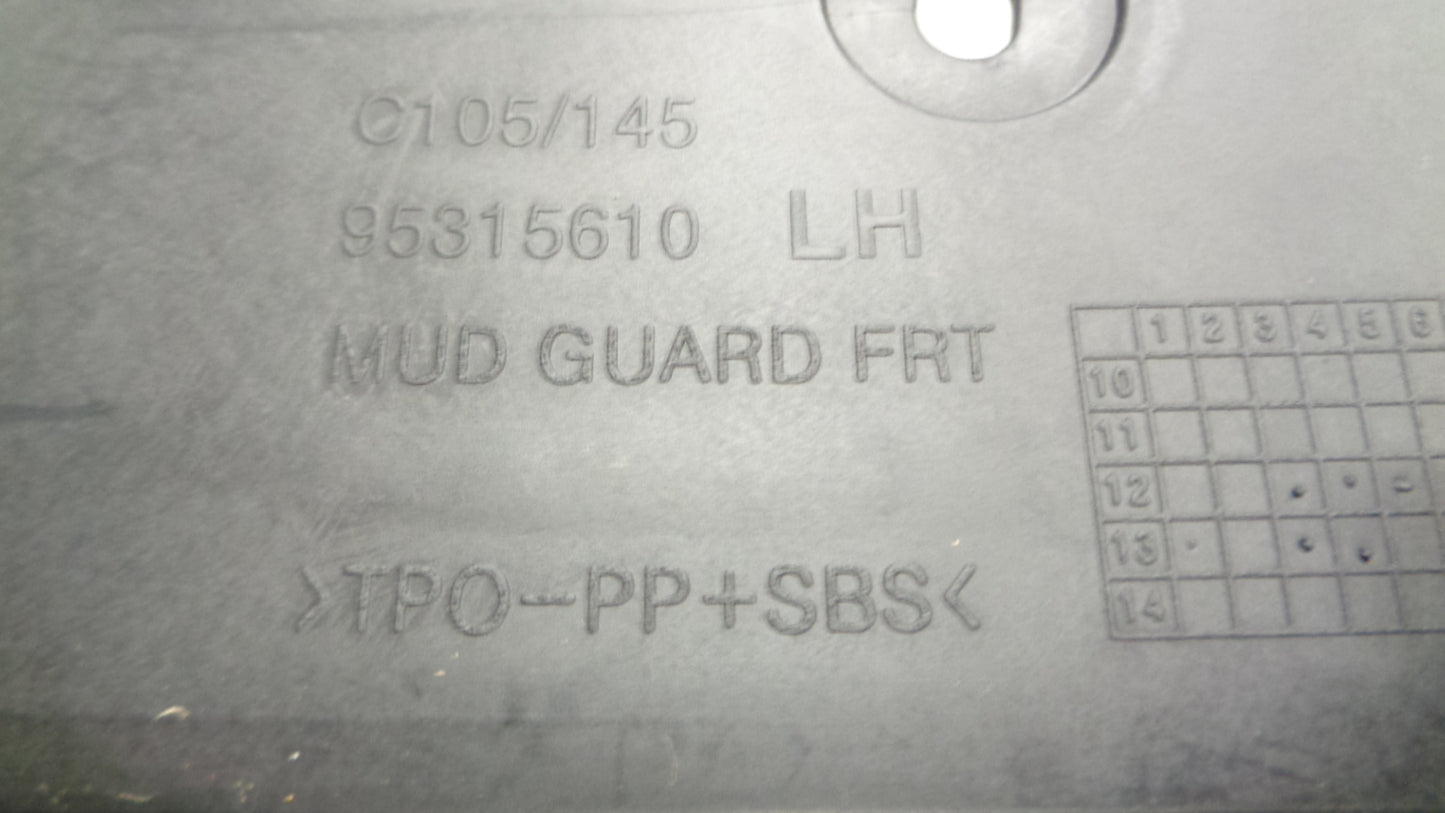 C105/145
95315610 LH
MUD GUARD FRT
1 2 3 4 5 6
10
11
12
13
14
>TPO-PP+SBS<